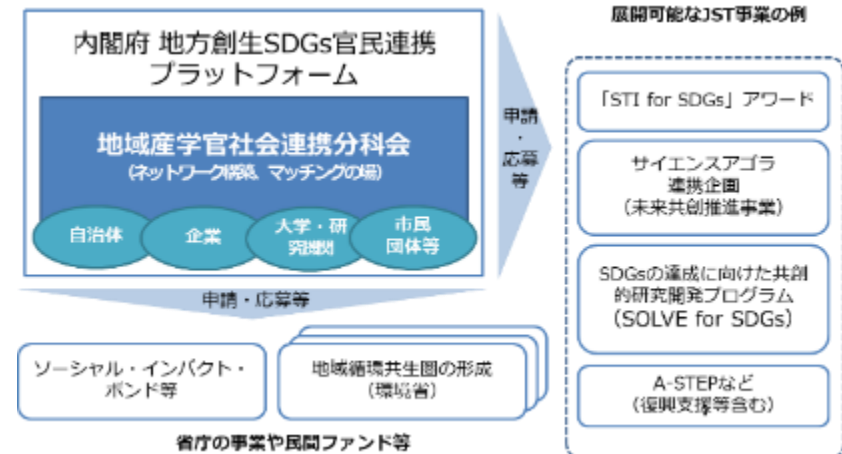 内閣府 地方創生SDGs官民連携
プラットフォーム
地域産学官社会連携分科会
(ネットワーク構築、マッチングの場)
自治体
企業
大学・研
究機関
市民
団体等
申請・応募等
ソーシャル・インパクト・
ボンド等
地域循環共生圏の形成
(環境省)
省庁の事業や民間ファンド等
申請
・
応募
等
展開可能なJST事業の例
「STI for SDGs」アワード
サイエンスアゴラ
連携企画
(未来共創推進事業)
SDGsの達成に向けた共創
的研究開発プログラム
(SOLVE for SDGs)
A-STEPなど
(復興支援等含む)